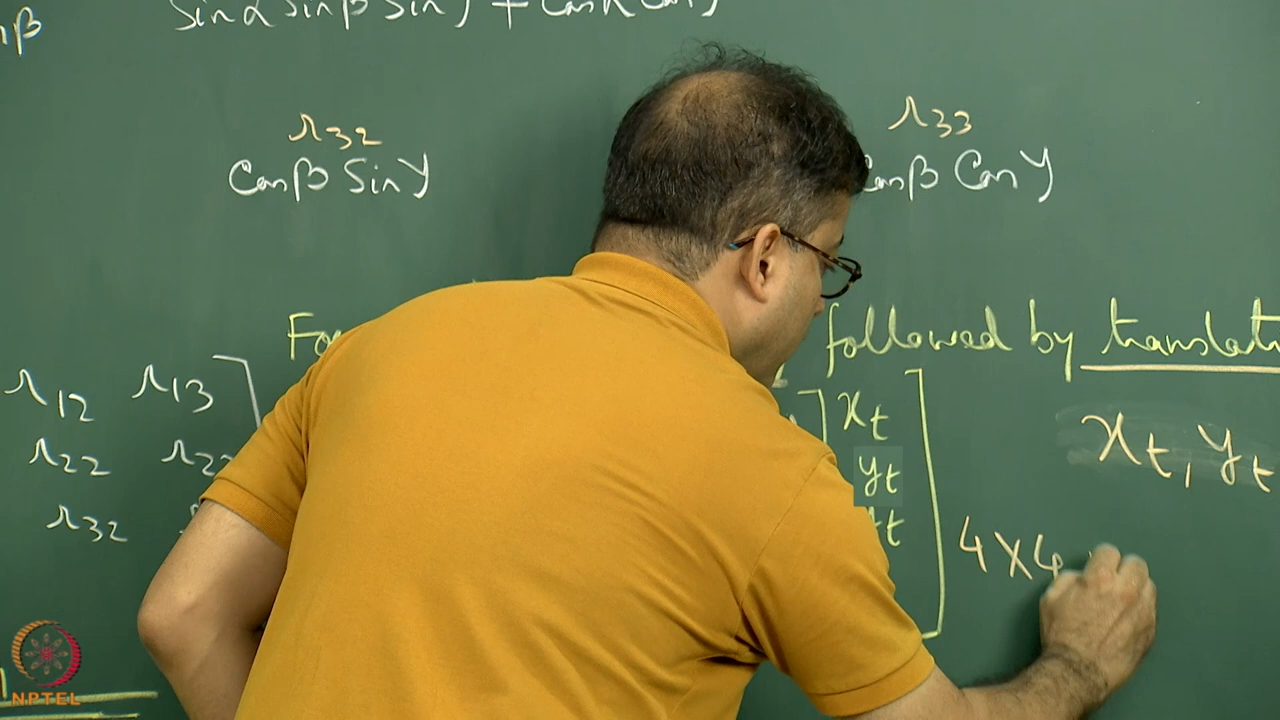 nβ Sinα Sinβ Sinγ + Cosα Cosγ
r32 r33
Cosβ Sinγ Cosβ Cosγ
followed by
r12 r13 xt xt, yt
r22 yt
r32 4X4
NPTEL